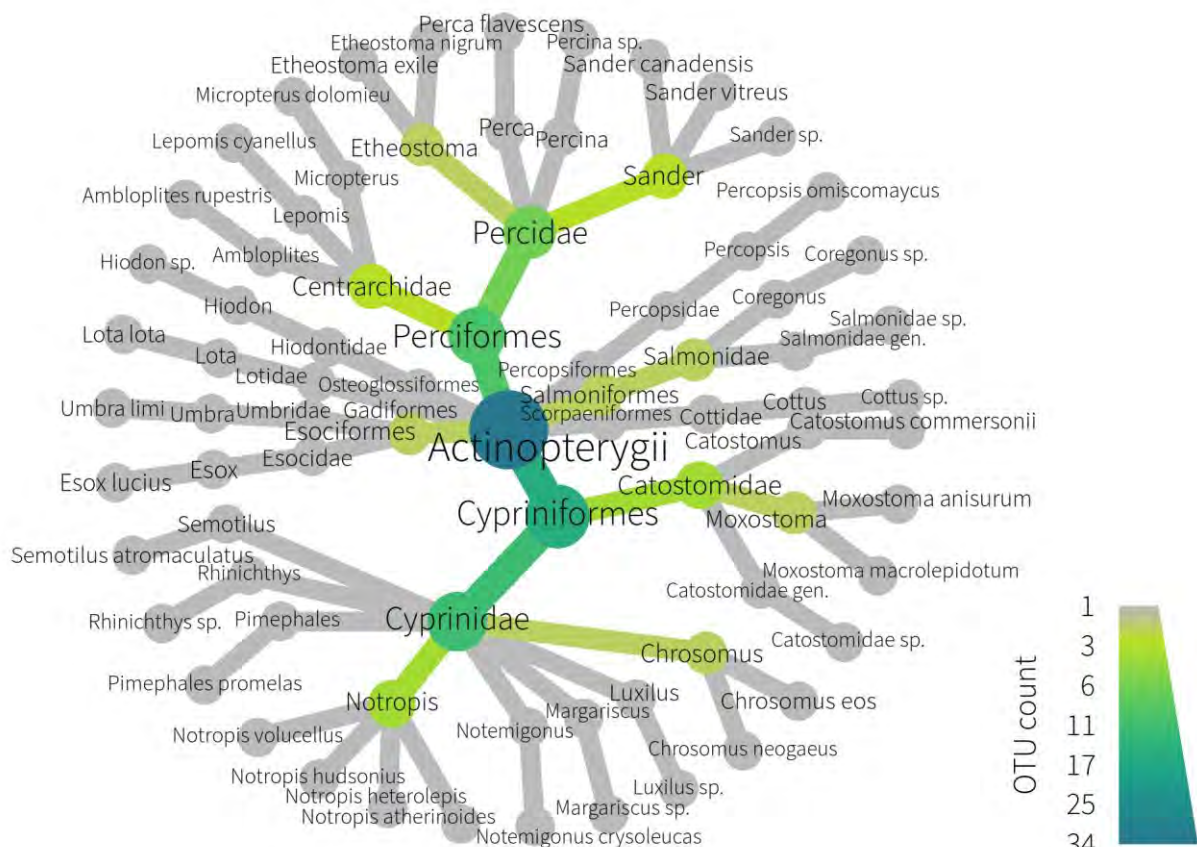 Perca flavescens
Etheostoma nigrum
Percina sp.
Etheostoma exile
Sander canadensis
Micropterus dolomieu
Sander vitreus
Lepomis cyanellus
Etheostoma
Perca
Percina
Sander sp.
Ambloplites rupestris
Micropterus
Sander
Percopsis omiscomaycus
Lepomis
Percidae
Hiodon sp.
Ambloplites
Percopsis
Coregonus sp.
Centrarchidae
Hiodon
Percopsidae
Coregonus
Lota lota
Perciformes
Salmonidae sp.
Hiodontidae
Salmonidae
Salmonidae gen.
Lota
Percopsiformes
Lotidae
Osteoglossiformes
Salmoniformes
Umbra limi
Umbra
Umbridae
Gadiformes
Scorpaeniformes
Cottidae
Cottus
Cottus sp.
Esociformes
Actinopterygii
Catostomus
Catostomus commersonii
Esox lucius
Esox
Esocidae
Catostomidae
Moxostoma anisurum
Cypriniformes
Moxostoma
Semotilus
Semotilus atromaculatus
Rhinichthys
Moxostoma macrolepidotum
Catostomidae gen.
Rhinichthys sp.
Pimephales
Cyprinidae
Catostomidae sp.
Chrosomus
Pimephales promelas
Notropis
Luxilus
Chrosomus eos
Margariscus
Notropis volucellus
Notemigonus
Chrosomus neogaeus
Notropis hudsonius
Luxilus sp.
Notropis heterolepis
Margariscus sp.
Notropis atherinoides
Notemigonus crysoleucas
OTU count
1
3
6
11
17
25
34